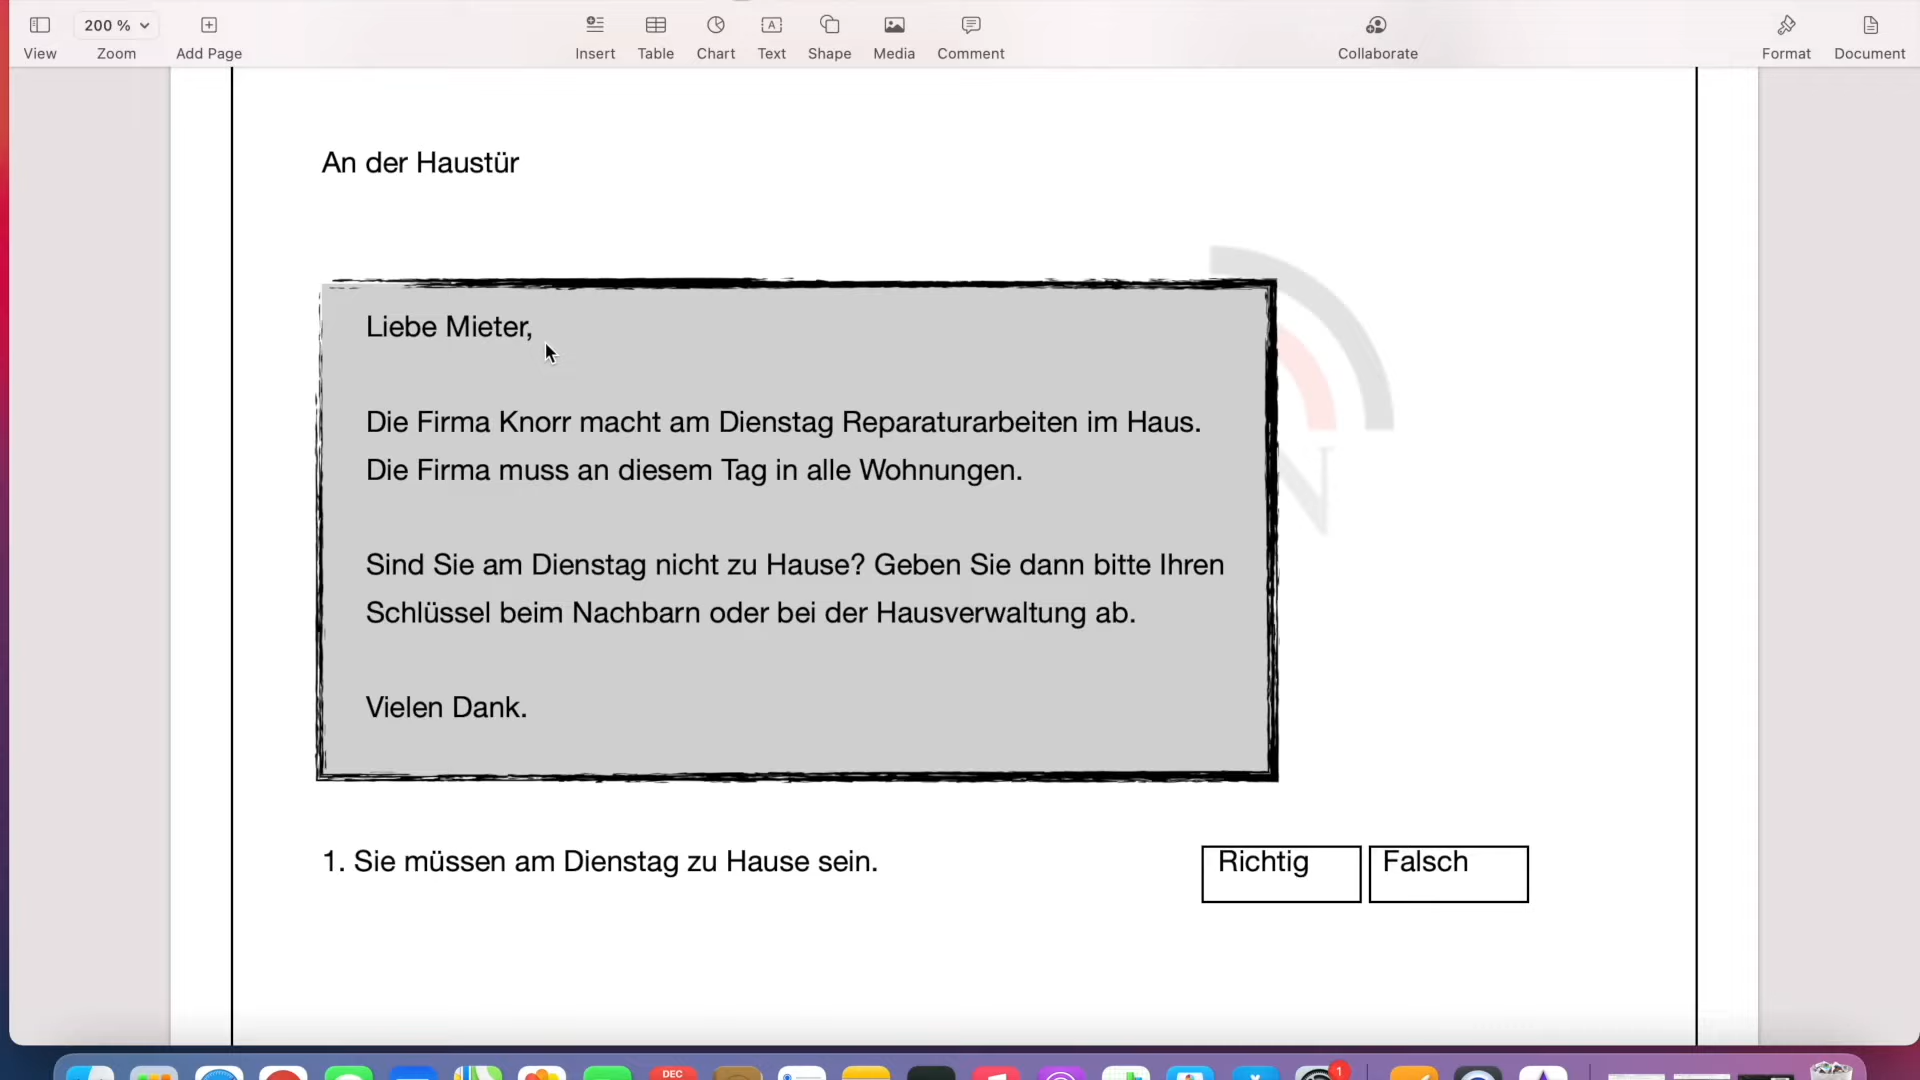 200 %
View
Zoom
Add Page
Insert
Table
Chart
Text
Shape
Media
Comment
Collaborate
Format
Document
An der Haustür
Liebe Mieter,
Die Firma Knorr macht am Dienstag Reparaturarbeiten im Haus.
Die Firma muss an diesem Tag in alle Wohnungen.
Sind Sie am Dienstag nicht zu Hause? Geben Sie dann bitte Ihren
Schlüssel beim Nachbarn oder bei der Hausverwaltung ab.
Vielen Dank.
N
1. Sie müssen am Dienstag zu Hause sein.
Richtig
Falsch
DEC
1